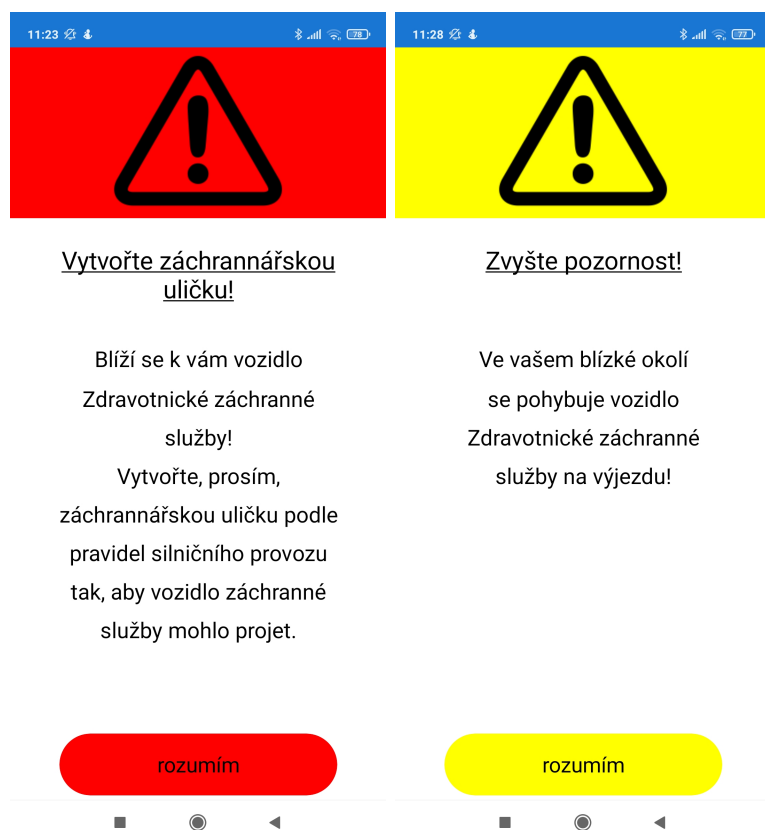 11:23
78
Vytvořte záchrannářskou
uličku!
Blíží se k vám vozidlo
Zdravotnické záchranné
služby!
Vytvořte, prosím,
záchrannářskou uličku podle
pravidel silničního provozu
tak, aby vozidlo záchranné
služby mohlo projet.
rozumím
11:28
77
Zvyšte pozornost!
Ve vašem blízké okolí
se pohybuje vozidlo
Zdravotnické záchranné
služby na výjezdu!
rozumím